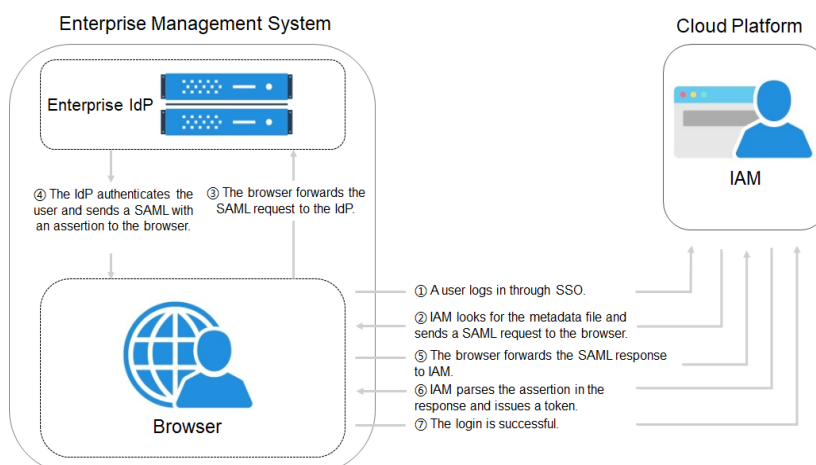 Enterprise Management System
Cloud Platform
Enterprise IdP
IAM
④ The IdP authenticates the
user and sends a SAML with
an assertion to the browser.
③ The browser forwards the
SAML request to the IdP.
① A user logs in through SSO.
② IAM looks for the metadata file and
sends a SAML request to the browser.
⑤ The browser forwards the SAML response
to IAM.
⑥ IAM parses the assertion in the
response and issues a token.
⑦ The login is successful.
Browser